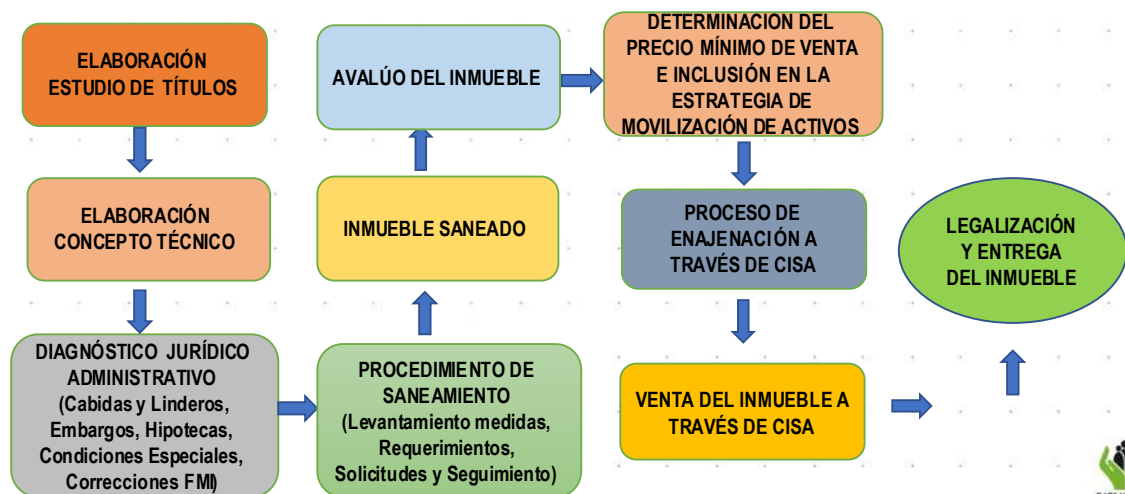 ELABORACIÓN
ESTUDIO DE TÍTULOS
ELABORACIÓN
CONCEPTO TÉCNICO
DIAGNÓSTICO JURÍDICO
ADMINISTRATIVO
(Cabidas y Linderos,
Embargos, Hipotecas,
Condiciones Especiales,
Correcciones FMI)
PROCEDIMIENTO DE
SANEAMIENTO
(Levantamiento medidas,
Requerimientos,
Solicitudes y Seguimiento)
INMUEBLE SANEADO
AVALÚO DEL INMUEBLE
DETERMINACIÓN DEL
PRECIO MÍNIMO DE VENTA
E INCLUSIÓN EN LA
ESTRATEGIA DE
MOVILIZACIÓN DE ACTIVOS
PROCESO DE
ENAJENACIÓN A
TRAVÉS DE CISA
VENTA DEL INMUEBLE A
TRAVÉS DE CISA
LEGALIZACIÓN
Y ENTREGA
DEL INMUEBLE